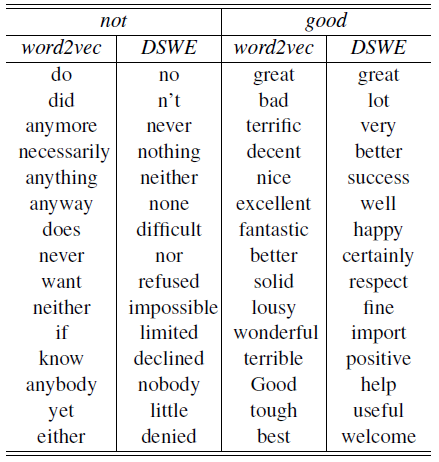 not good
word2vec DSWE word2vec DSWE
do no great great
did n't bad lot
anymore never terrific very
necessarily nothing decent better
anything neither nice success
anyway none excellent well
does difficult fantastic happy
never nor better certainly
want refused solid respect
neither impossible lousy fine
if limited wonderful import
know declined terrible positive
anybody nobody Good help
yet little tough useful
either denied best welcome